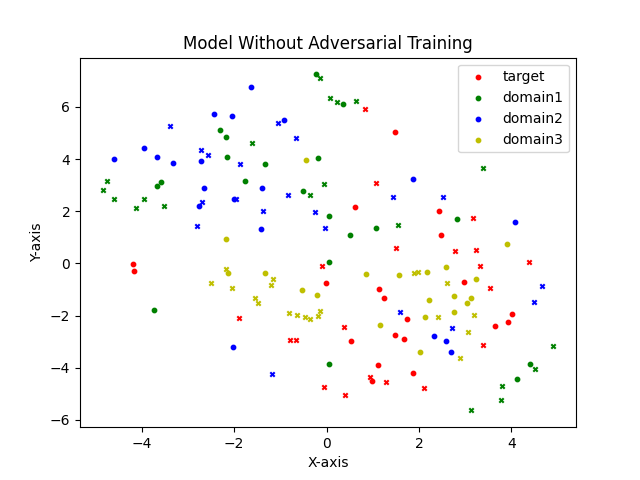 Model Without Adversarial Training
target
domain1
domain2
domain3
6
4
2
0
−2
−4
−6
Y-axis
−4
−2
0
2
4
X-axis